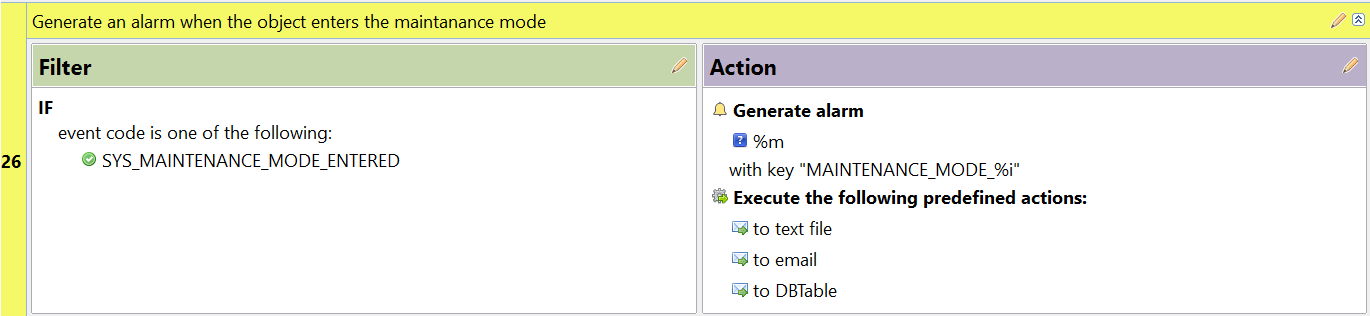 Generate an alarm when the object enters the maintanance mode
Filter
Action
26
IF
event code is one of the following:
SYS_MAINTENANCE_MODE_ENTERED
Generate alarm
%m
with key "MAINTENANCE_MODE_%i"
Execute the following predefined actions:
to text file
to email
to DBTable